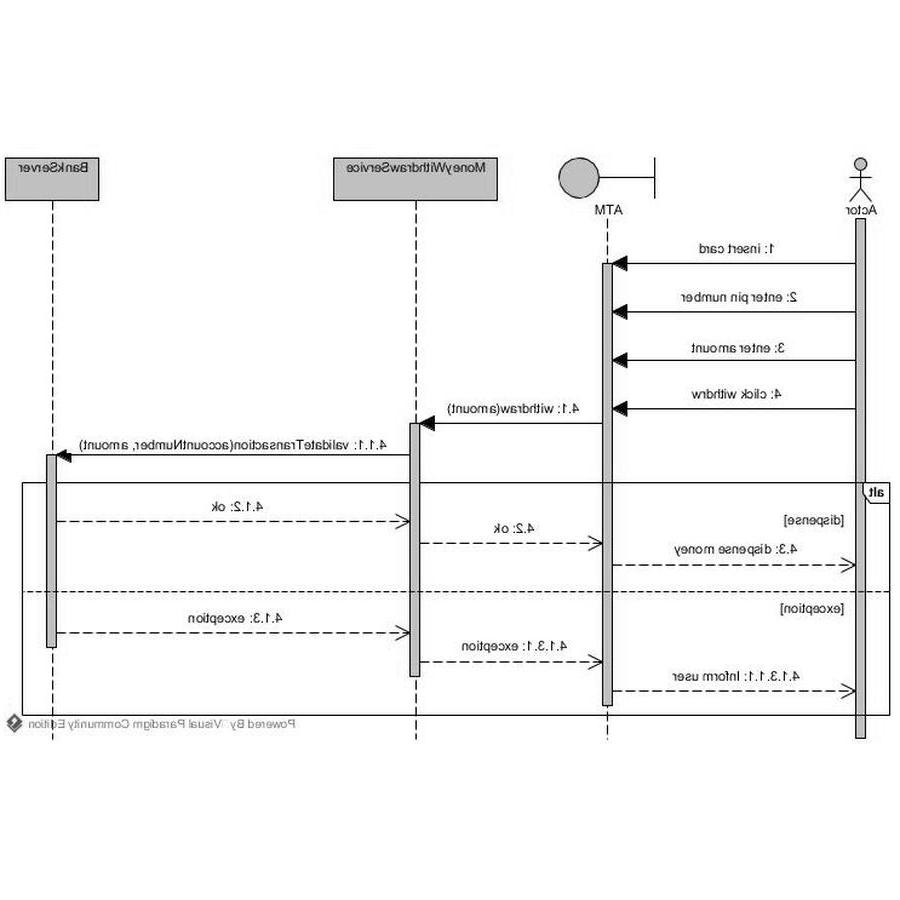 Actor
ATM
MoneyWithdrawService
BankServer
1: insert card
2: enter pin number
3: enter amount
4: click withdrw
4.1: withdraw(amount)
4.1.1: validateTransaction(accountNumber, amount)
alt
[dispense]
4.1.2: ok
4.2: ok
4.3: dispense money
[exception]
4.1.3: exception
4.1.3.1: exception
4.1.3.1.1: Inform user
Powered By Visual Paradigm Community Edition